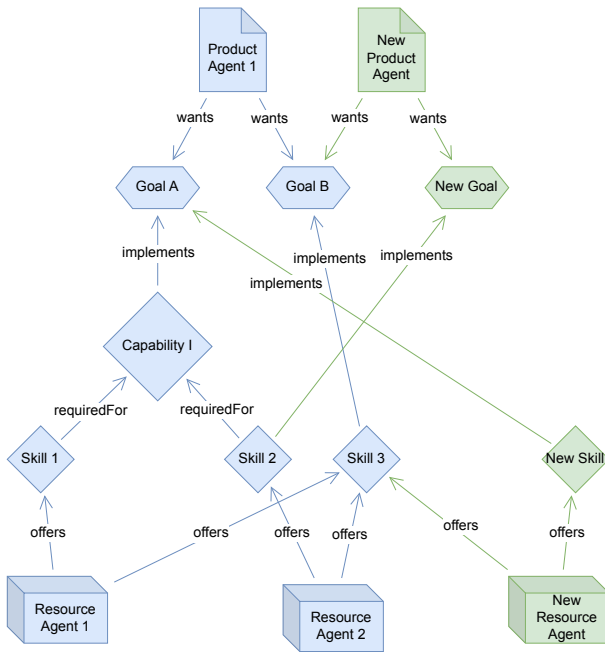 Product
Agent 1
New
Product
Agent
wants
wants
wants
wants
Goal A
Goal B
New Goal
implements
implements
implements
implements
Capability I
requiredFor
requiredFor
Skill 1
Skill 2
Skill 3
New Skill
offers
offers
offers
offers
offers
offers
Resource
Agent 1
Resource
Agent 2
New
Resource
Agent